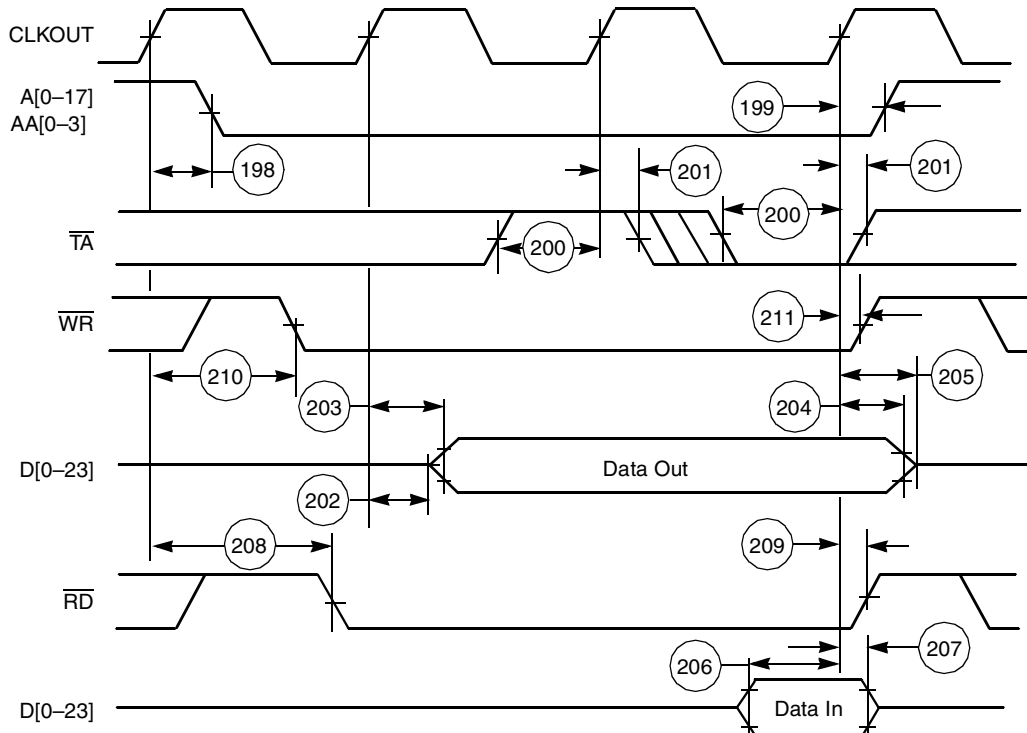 CLKOUT
A[0–17]
AA[0–3]
199
198
201
201
TA
200
200
WR
211
210
203
204
205
D[0–23]
Data Out
202
208
209
RD
206
207
D[0–23]
Data In